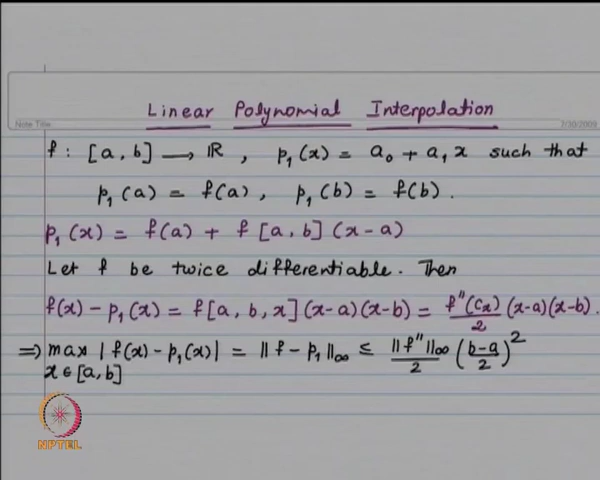 Linear Polynomial Interpolation
Note Title 7/30/2009
f : [a, b] → ℝ, p₁(x) = a₀ + a₁x such that
p₁(a) = f(a), p₁(b) = f(b).
p₁(x) = f(a) + f[a, b](x-a)
Let f be twice differentiable. Then
f(x) - p₁(x) = f[a, b, x](x-a)(x-b) = f''(cₓ)/2 (x-a)(x-b).
⇒ max | f(x) - p₁(x)| = || f - p₁ ||∞ ≤ ||f''||∞/2 (b-a/2)²
x ∈ [a, b]
NPTEL